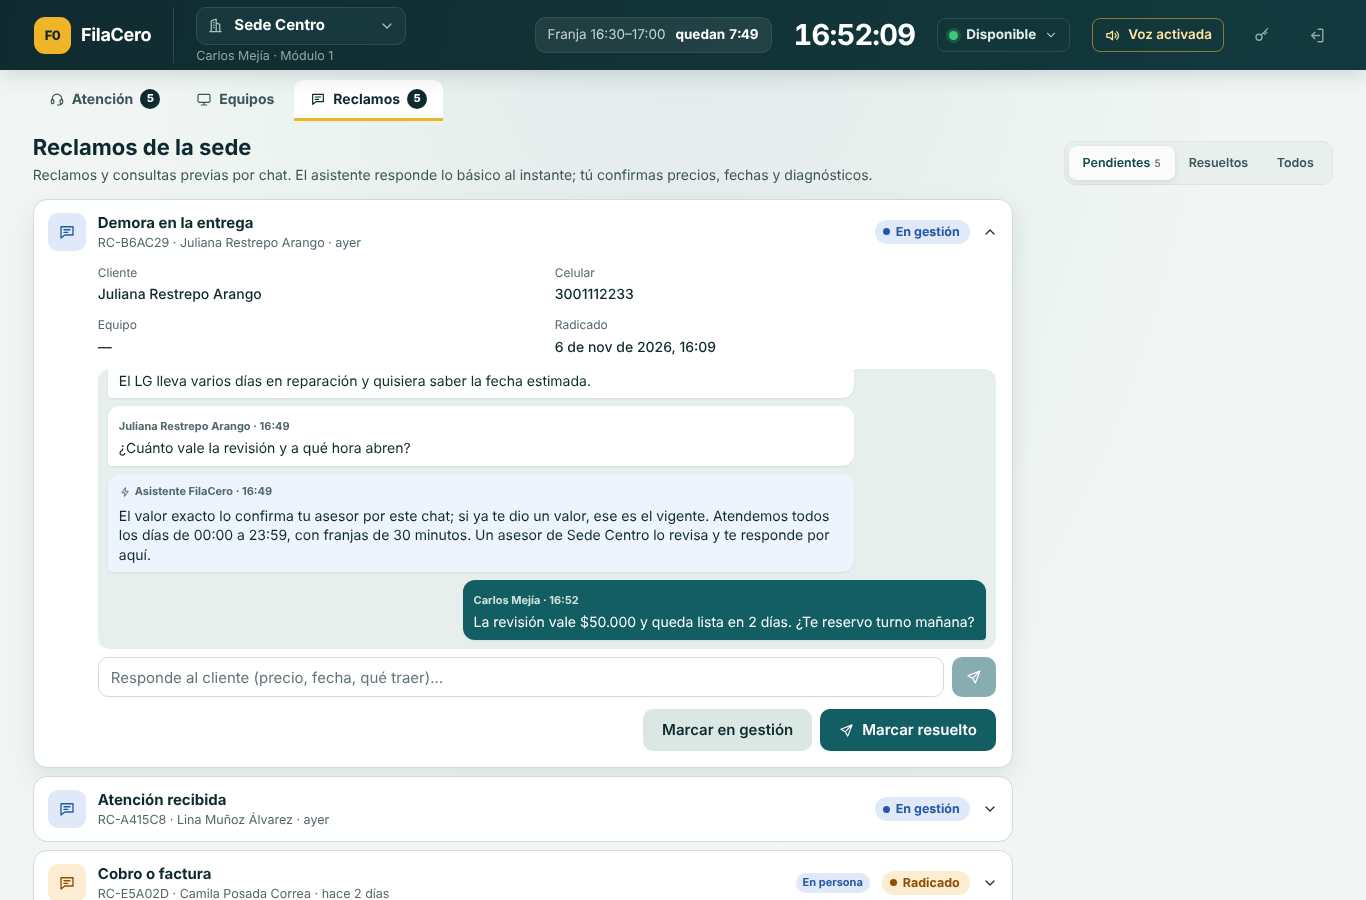 F0 FilaCero
Sede Centro
Carlos Mejía · Módulo 1
Franja 16:30–17:00 quedan 7:49
16:52:09
Disponible
Voz activada
Atención 5
Equipos
Reclamos 5
Reclamos de la sede
Reclamos y consultas previas por chat. El asistente responde lo básico al instante; tú confirmas precios, fechas y diagnósticos.
Pendientes 5
Resueltos
Todos
Demora en la entrega
RC-B6AC29 · Juliana Restrepo Arango · ayer
En gestión
Cliente
Juliana Restrepo Arango
Celular
3001112233
Equipo
—
Radicado
6 de nov de 2026, 16:09
El LG lleva varios días en reparación y quisiera saber la fecha estimada.
Juliana Restrepo Arango · 16:49
¿Cuánto vale la revisión y a qué hora abren?
Asistente FilaCero · 16:49
El valor exacto lo confirma tu asesor por este chat; si ya te dio un valor, ese es el vigente. Atendemos todos
los días de 00:00 a 23:59, con franjas de 30 minutos. Un asesor de Sede Centro lo revisa y te responde por
aquí.
Carlos Mejía · 16:52
La revisión vale $50.000 y queda lista en 2 días. ¿Te reservo turno mañana?
Responde al cliente (precio, fecha, qué traer)...
Marcar en gestión
Marcar resuelto
Atención recibida
RC-A415C8 · Lina Muñoz Álvarez · ayer
En gestión
Cobro o factura
RC-E5A02D · Camila Posada Correa · hace 2 días
En persona
Radicado